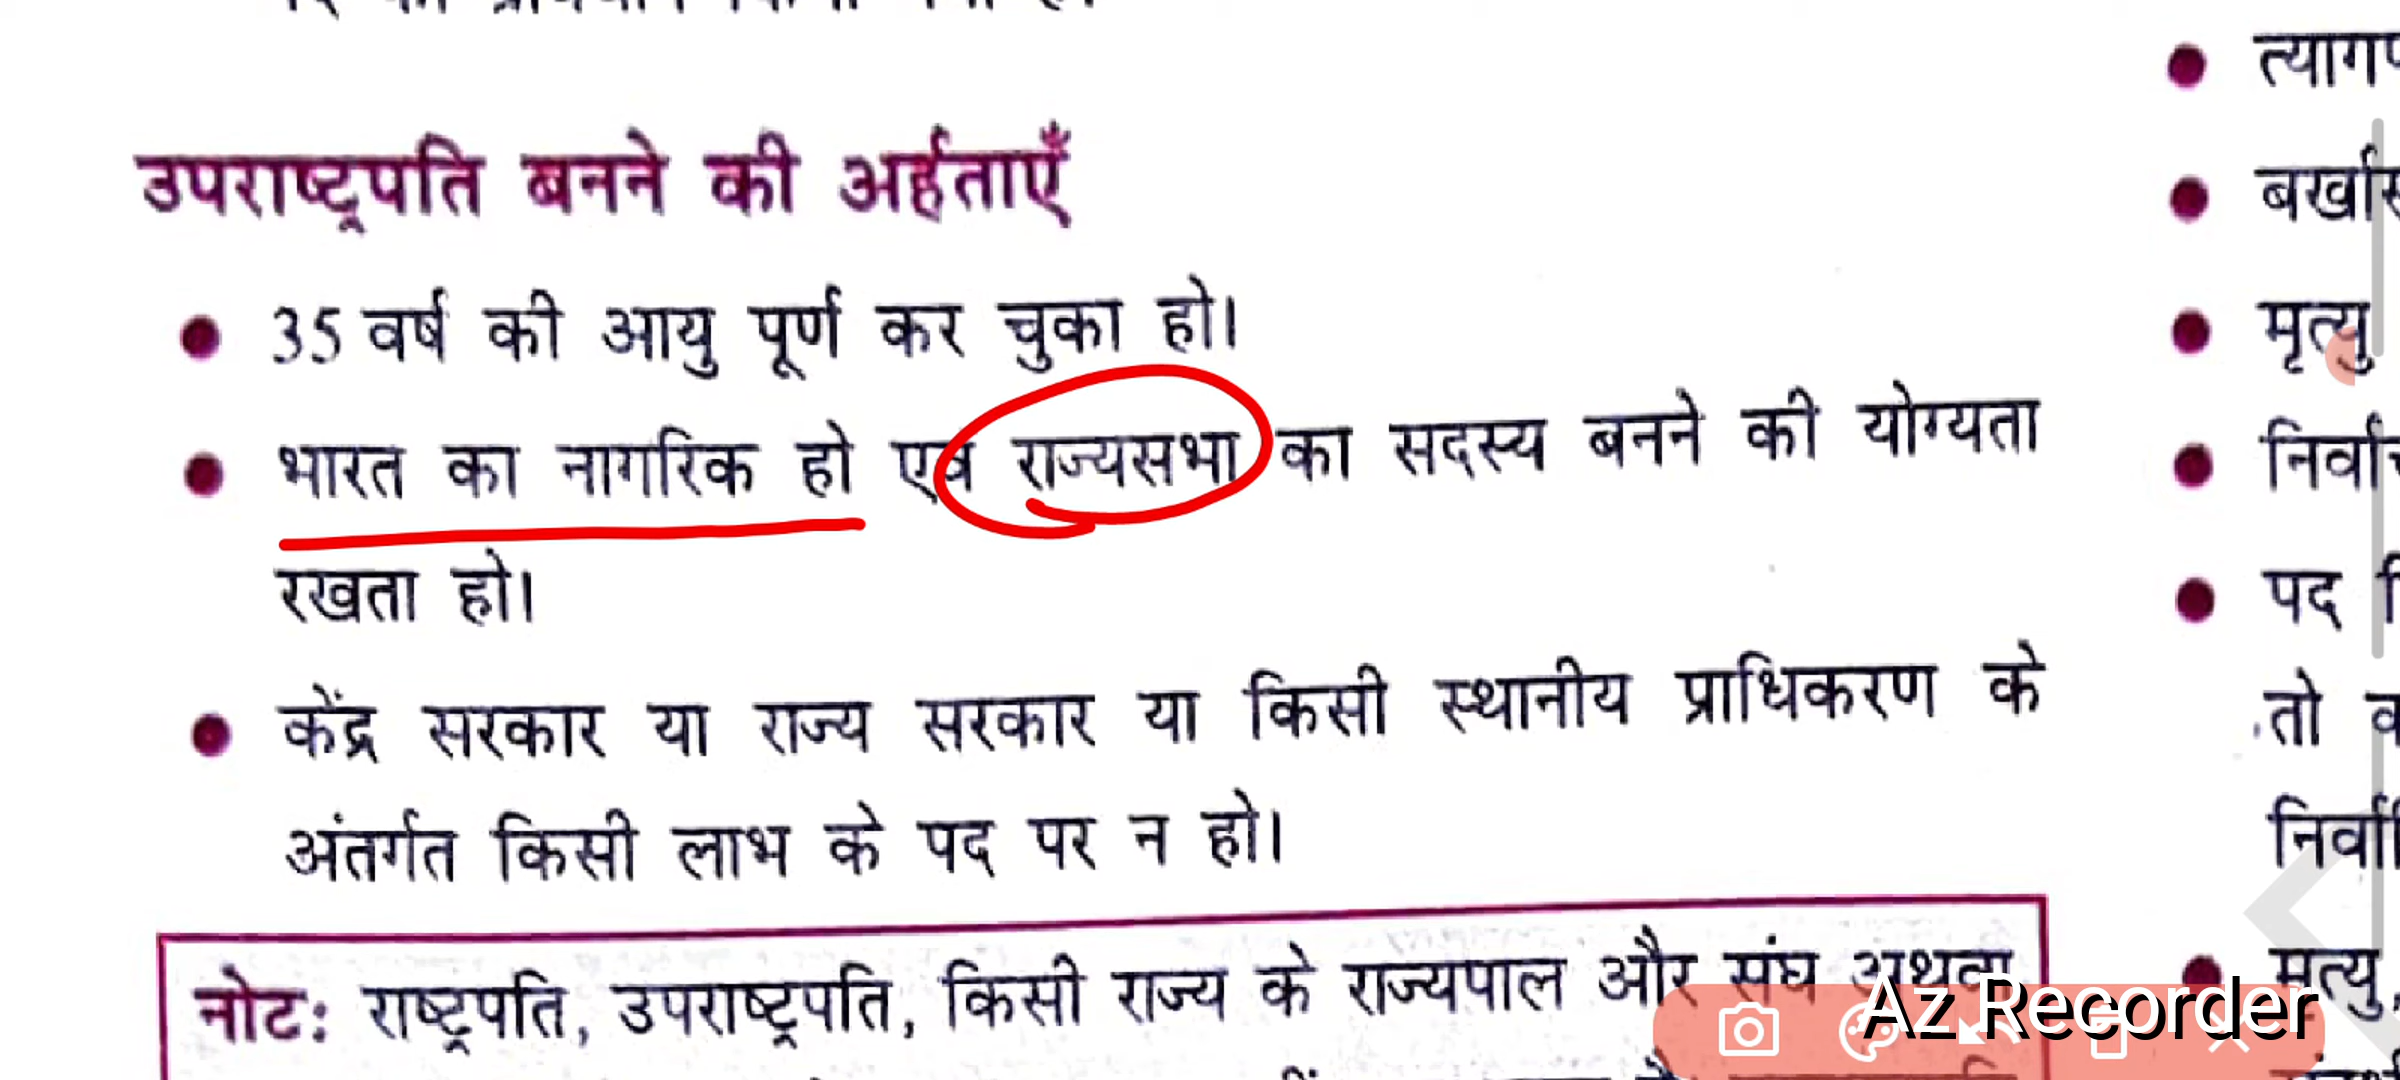 उपराष्ट्रपति बनने की अर्हताएँ
35 वर्ष की आयु पूर्ण कर चुका हो।
भारत का नागरिक हो एवं राज्यसभा का सदस्य बनने की योग्यता
रखता हो।
केंद्र सरकार या राज्य सरकार या किसी स्थानीय प्राधिकरण के
अंतर्गत किसी लाभ के पद पर न हो।
नोट: राष्ट्रपति, उपराष्ट्रपति, किसी राज्य के राज्यपाल और संघ अथवा
मृत्यु
पद
तो
मृत्यु,
Az Recorder